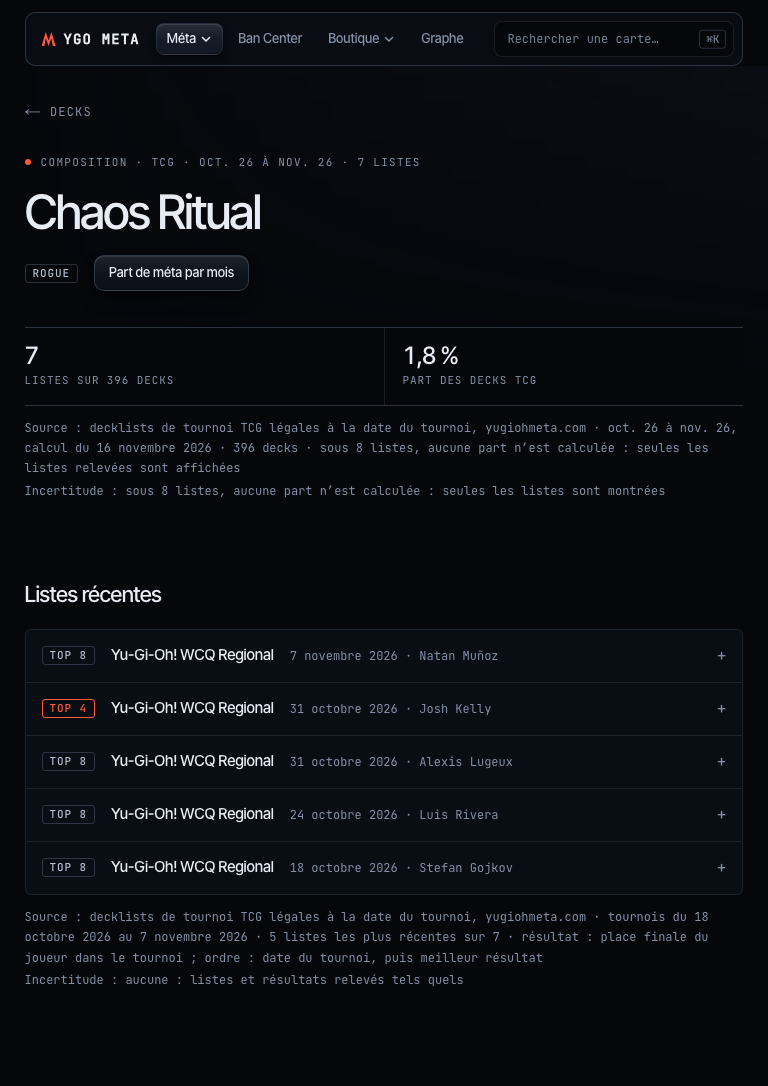 YGO META
Méta
Ban Center
Boutique
Graphe
Rechercher une carte…
⌘K
← DECKS
COMPOSITION · TCG · OCT. 26 À NOV. 26 · 7 LISTES
Chaos Ritual
ROGUE
Part de méta par mois
7
LISTES SUR 396 DECKS
1,8 %
PART DES DECKS TCG
Source : decklists de tournoi TCG légales à la date du tournoi, yugiohmeta.com · oct. 26 à nov. 26,
calcul du 16 novembre 2026 · 396 decks · sous 8 listes, aucune part n’est calculée : seules les
listes relevées sont affichées
Incertitude : sous 8 listes, aucune part n’est calculée : seules les listes sont montrées
Listes récentes
TOP 8 Yu-Gi-Oh! WCQ Regional 7 novembre 2026 · Natan Muñoz +
TOP 4 Yu-Gi-Oh! WCQ Regional 31 octobre 2026 · Josh Kelly +
TOP 8 Yu-Gi-Oh! WCQ Regional 31 octobre 2026 · Alexis Lugeux +
TOP 8 Yu-Gi-Oh! WCQ Regional 24 octobre 2026 · Luis Rivera +
TOP 8 Yu-Gi-Oh! WCQ Regional 18 octobre 2026 · Stefan Gojkov +
Source : decklists de tournoi TCG légales à la date du tournoi, yugiohmeta.com · tournois du 18
octobre 2026 au 7 novembre 2026 · 5 listes les plus récentes sur 7 · résultat : place finale du
joueur dans le tournoi ; ordre : date du tournoi, puis meilleur résultat
Incertitude : aucune : listes et résultats relevés tels quels